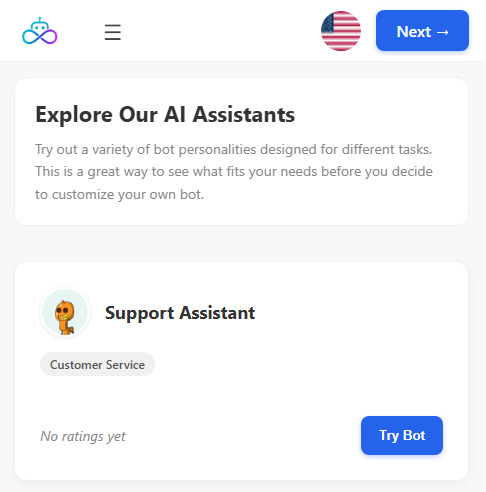 Next →
Explore Our AI Assistants
Try out a variety of bot personalities designed for different tasks.
This is a great way to see what fits your needs before you decide
to customize your own bot.
Support Assistant
Customer Service
No ratings yet
Try Bot